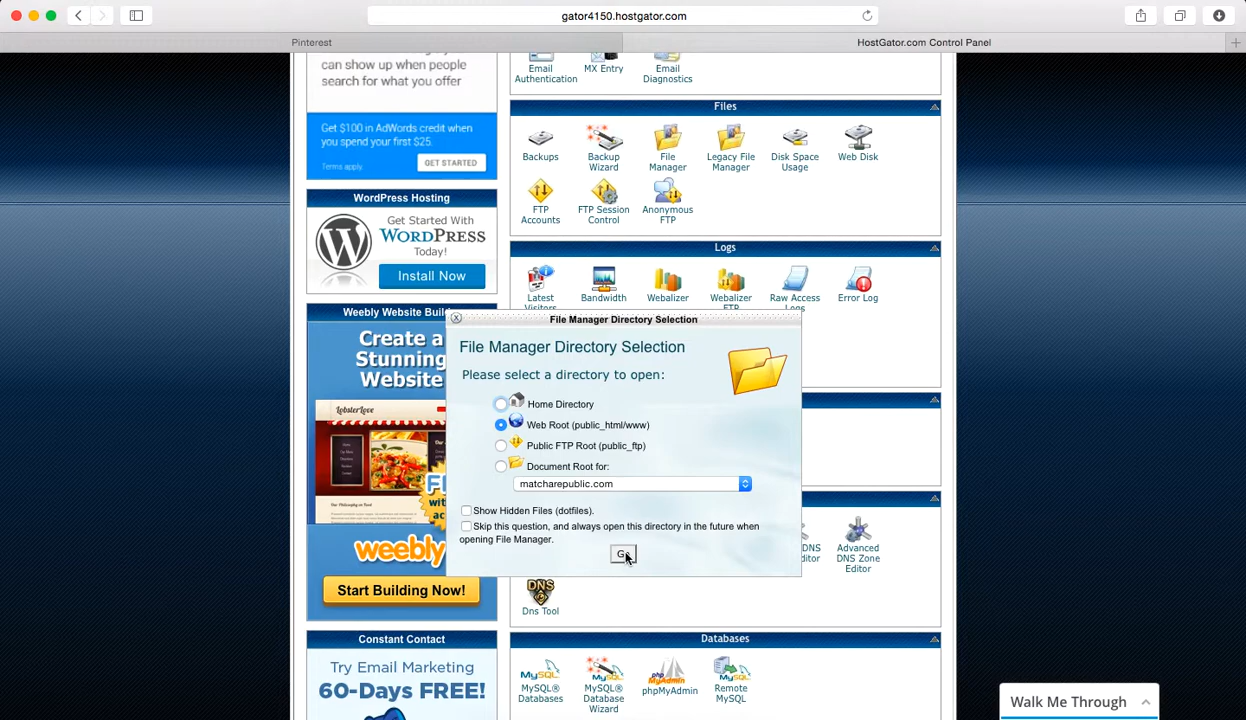 gator4150.hostgator.com
Pinterest
HostGator.com Control Panel
can show up when people
search for what you offer
Get $100 in AdWords credit when
you spend your first $25.
Terms apply.
GET STARTED
WordPress Hosting
Get Started With
WORDPRESS
Today!
Install Now
Weebly Website Buil
Create a
Stunning
Website
LobsterLove
weebly
Start Building Now!
Constant Contact
Try Email Marketing
60-Days FREE!
Email
Authentication
MX Entry
Email
Diagnostics
Files
Backups
Backup
Wizard
File
Manager
Legacy File
Manager
Disk Space
Usage
Web Disk
FTP
Accounts
FTP Session
Control
Anonymous
FTP
Logs
Latest
Visitors
Bandwidth
Webalizer
Webalizer
FTP
Raw Access
Logs
Error Log
File Manager Directory Selection
File Manager Directory Selection
Please select a directory to open:
Home Directory
Web Root (public_html/www)
Public FTP Root (public_ftp)
Document Root for:
matcharepublic.com
Show Hidden Files (dotfiles).
Skip this question, and always open this directory in the future when
opening File Manager.
Advanced
DNS Zone
Editor
DNS
Dns Tool
Databases
MySQL®
Databases
MySQL®
Database
Wizard
phpMyAdmin
Remote
MySQL
Walk Me Through